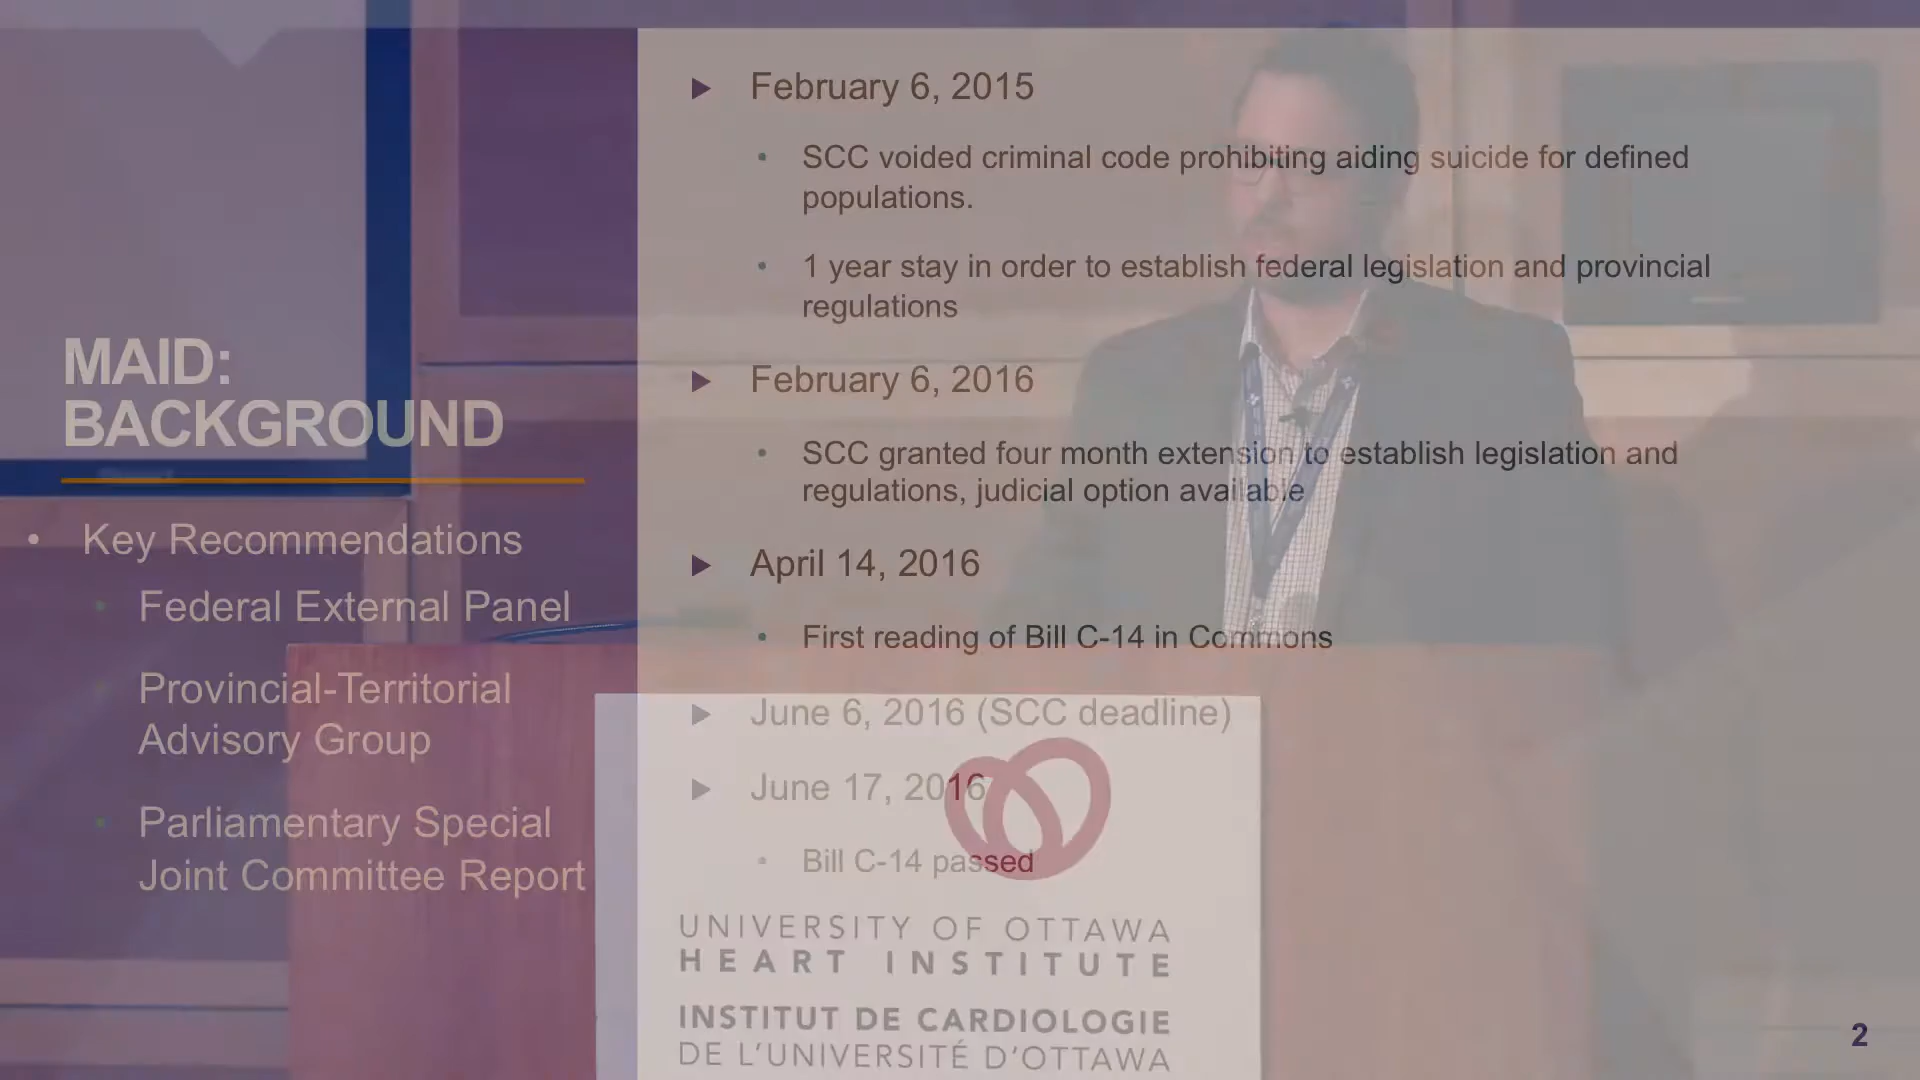 MAID:
BACKGROUND
• Key Recommendations
• Federal External Panel
• Provincial-Territorial
Advisory Group
• Parliamentary Special
Joint Committee Report
► February 6, 2015
• SCC voided criminal code prohibiting aiding suicide for defined
populations.
• 1 year stay in order to establish federal legislation and provincial
regulations
► February 6, 2016
• SCC granted four month extension to establish legislation and
regulations, judicial option available
► April 14, 2016
• First reading of Bill C-14 in Commons
► June 6, 2016 (SCC deadline)
► June 17, 2016
• Bill C-14 passed
UNIVERSITY OF OTTAWA
HEART INSTITUTE
INSTITUT DE CARDIOLOGIE
DE L'UNIVERSITÉ D'OTTAWA
2